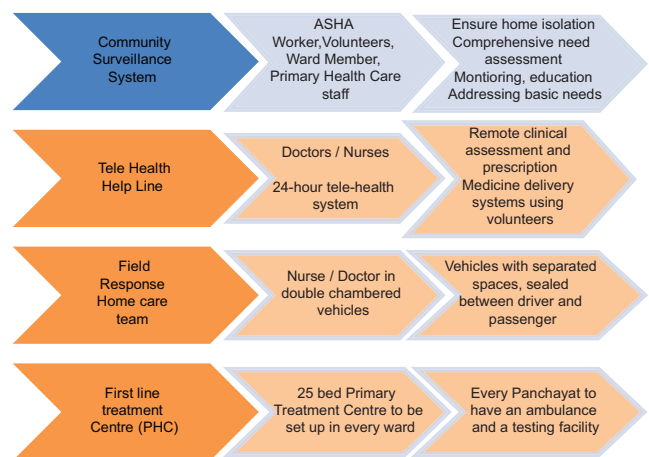 Community
Surveillance
System
ASHA
Worker,Volunteers,
Ward Member,
Primary Health Care
staff
Ensure home isolation
Comprehensive need
assessment
Montioring, education
Addressing basic needs
Tele Health
Help Line
Doctors / Nurses
24-hour tele-health
system
Remote clinical
assessment and
prescription
Medicine delivery
systems using
volunteers
Field
Response
Home care
team
Nurse / Doctor in
double chambered
vehicles
Vehicles with separated
spaces, sealed
between driver and
passenger
First line
treatment
Centre (PHC)
25 bed Primary
Treatment Centre to be
set up in every ward
Every Panchayat to
have an ambulance
and a testing facility